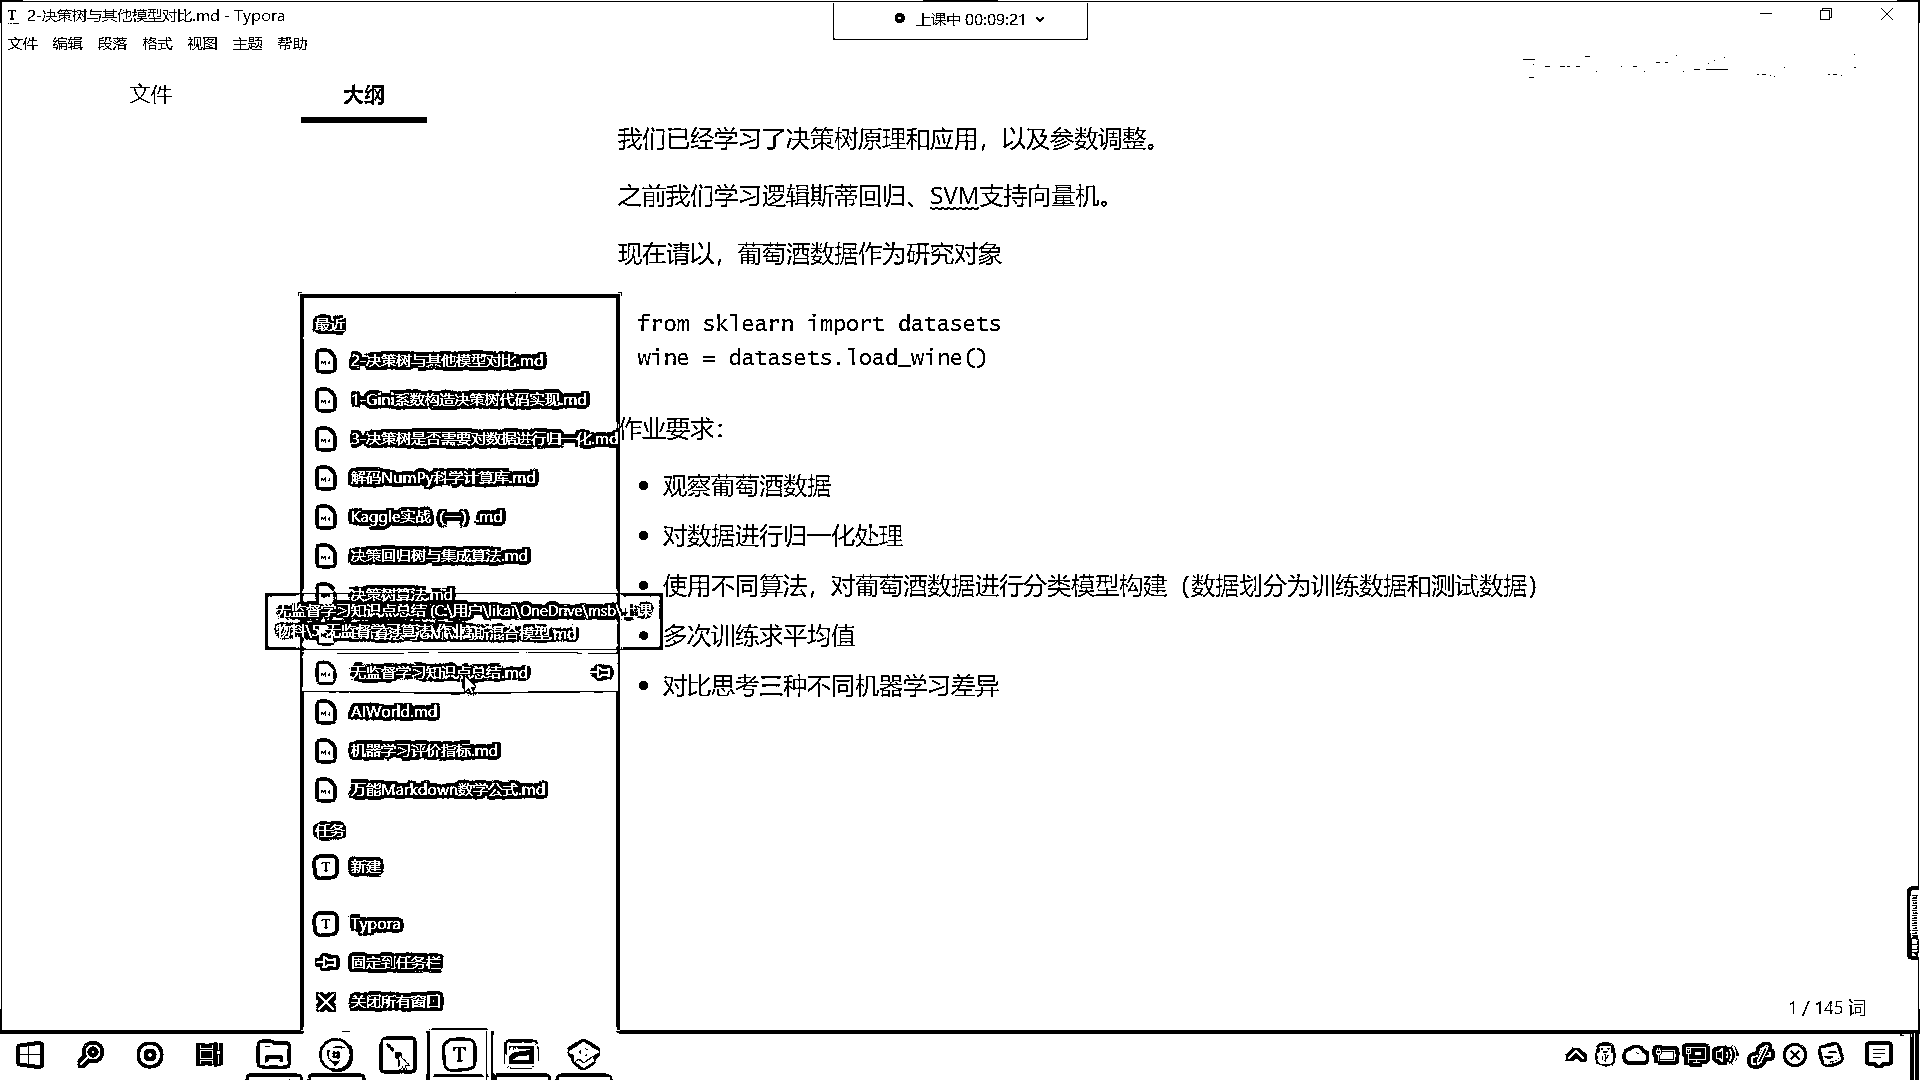 2-决策树与其他模型对比.md - Typora
上课中 00:09:21
文件 编辑 段落 格式 视图 主题 帮助
文件
大纲
我们已经学习了决策树原理和应用，以及参数调整。
之前我们学习逻辑斯蒂回归、SVM支持向量机。
现在请以，葡萄酒数据作为研究对象
from sklearn import datasets
wine = datasets.load_wine()
作业要求：
观察葡萄酒数据
对数据进行归一化处理
使用不同算法，对葡萄酒数据进行分类模型构建（数据划分为训练数据和测试数据）
多次训练求平均值
对比思考三种不同机器学习差异
最近
2-决策树与其他模型对比.md
1-Gini系数构造决策树代码实现.md
3-决策树是否需要对数据进行归一化.md
解码NumPy科学计算库.md
Kaggle实战（一）.md
决策回归树与集成算法.md
决策树算法.md
无监督学习知识点总结 (C:\用户\likai\OneDrive\msb\上课
无监督学习知识点总结.md
AIWorld.md
机器学习评价指标.md
万能Markdown数学公式.md
任务
新建
Typora
固定到任务栏
关闭所有窗口
1 / 145 词